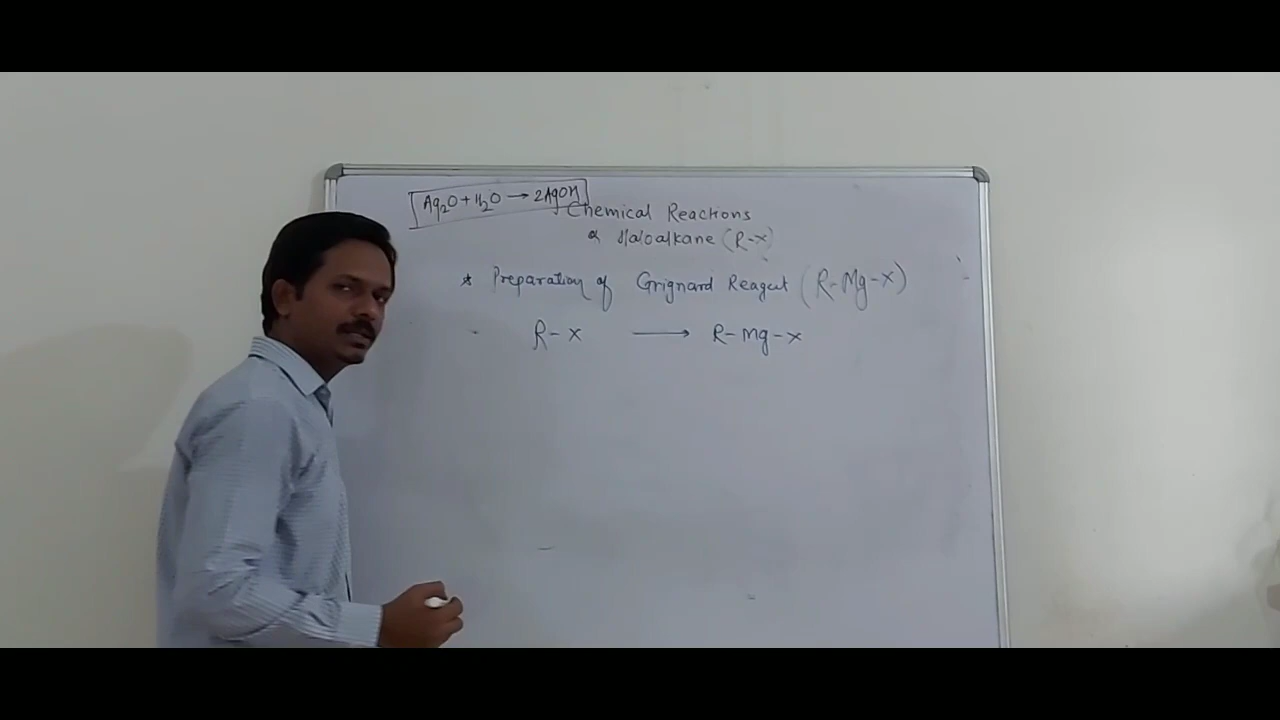 Ag₂O + H₂O → 2AgOH
Chemical Reactions
of Haloalkane (R-X)
* Preparation of Grignard Reagent (R-Mg-X)
R-X → R-Mg-X